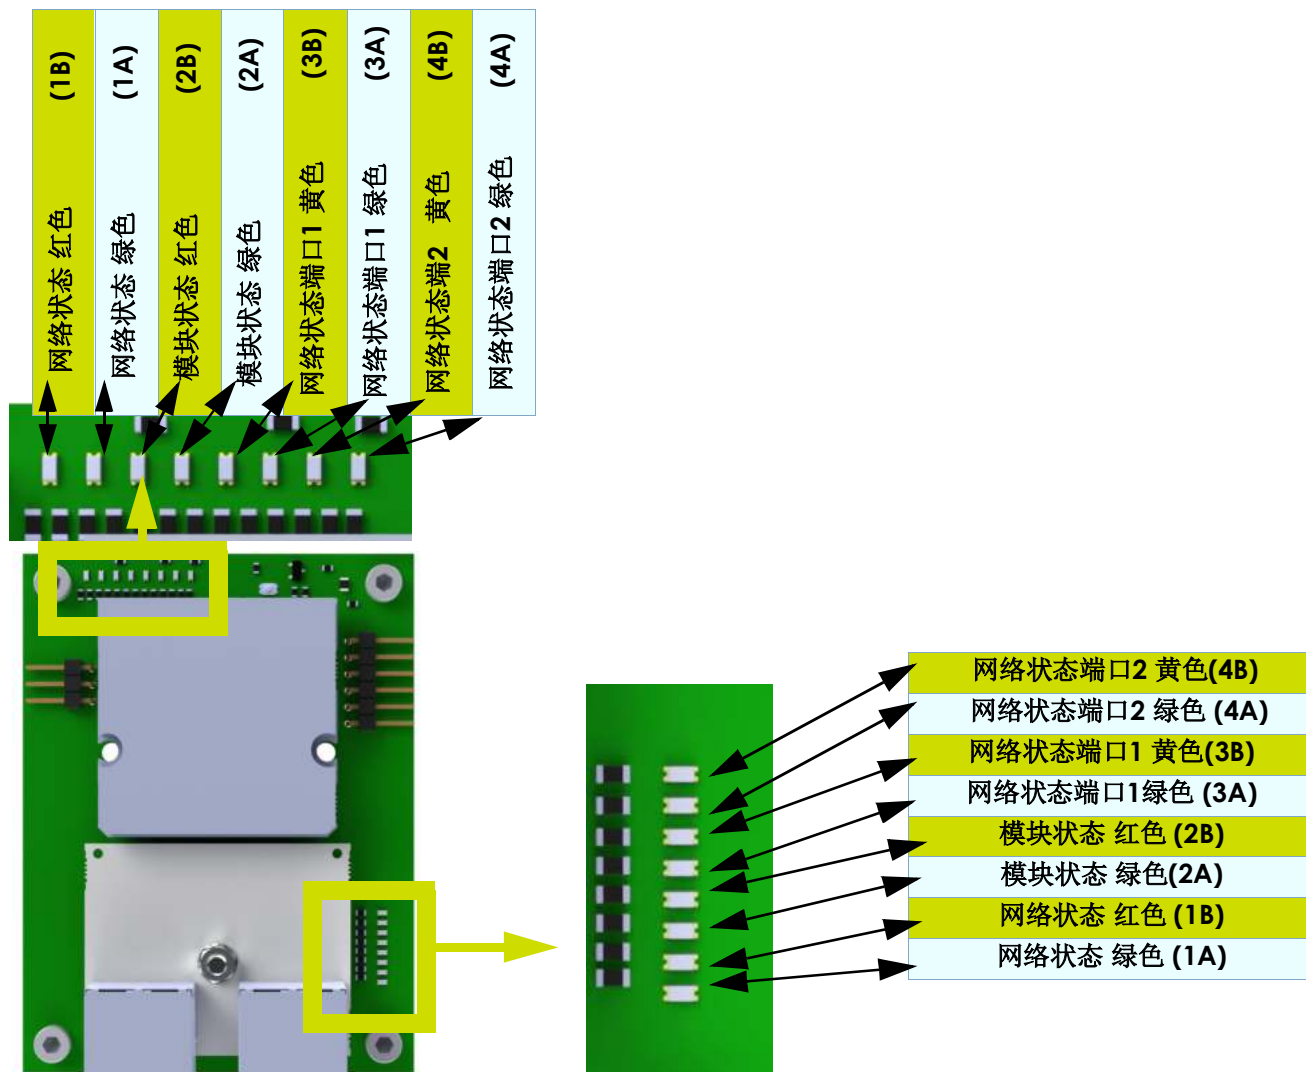 网络状态 红色 (1B)
网络状态 绿色 (1A)
模块状态 红色 (2B)
模块状态 绿色 (2A)
网络状态端口1 黄色 (3B)
网络状态端口1 绿色 (3A)
网络状态端2 黄色 (4B)
网络状态端口2 绿色 (4A)
网络状态端口2 黄色(4B)
网络状态端口2 绿色 (4A)
网络状态端口1 黄色(3B)
网络状态端口1绿色 (3A)
模块状态 红色 (2B)
模块状态 绿色(2A)
网络状态 红色 (1B)
网络状态 绿色 (1A)